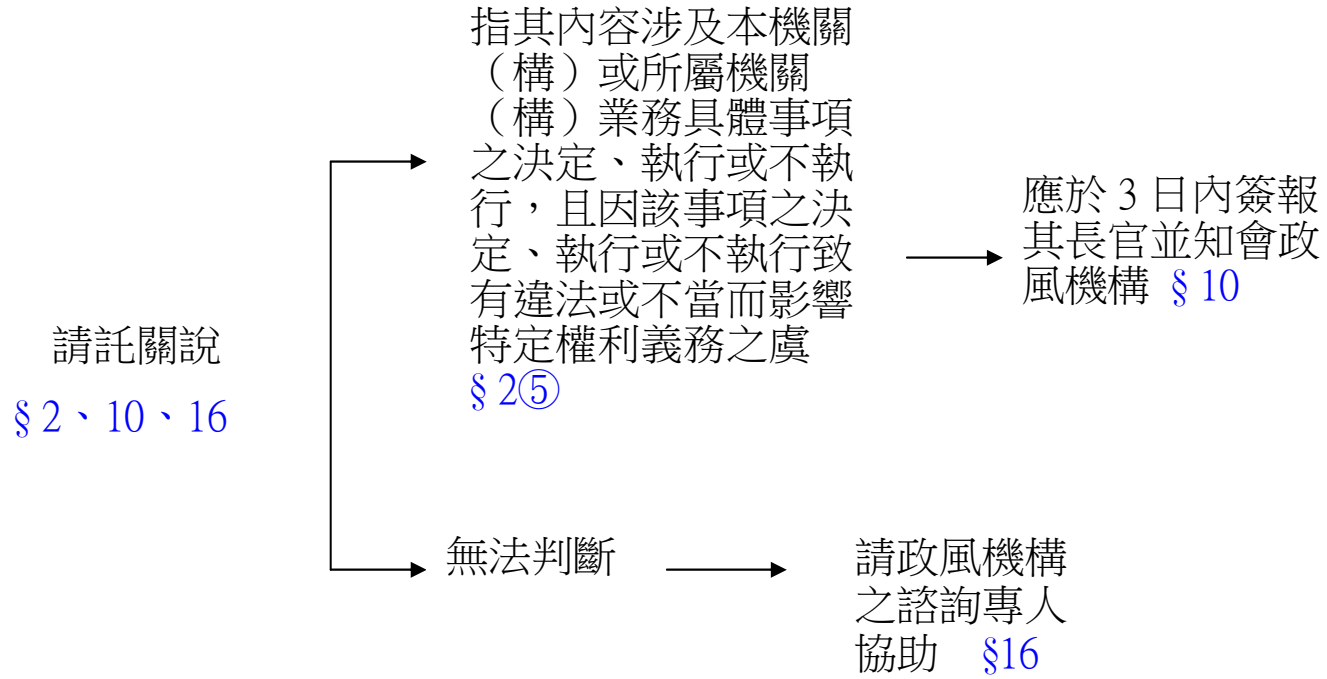 請託關說
§ 2、10、16
指其內容涉及本機關
（構）或所屬機關
（構）業務具體事項
之決定、執行或不執
行，且因該事項之決
定、執行或不執行致
有違法或不當而影響
特定權利義務之虞
§ 2⑤
應於 3 日內簽報
其長官並知會政
風機構 § 10
無法判斷
請政風機構
之諮詢專人
協助 §16